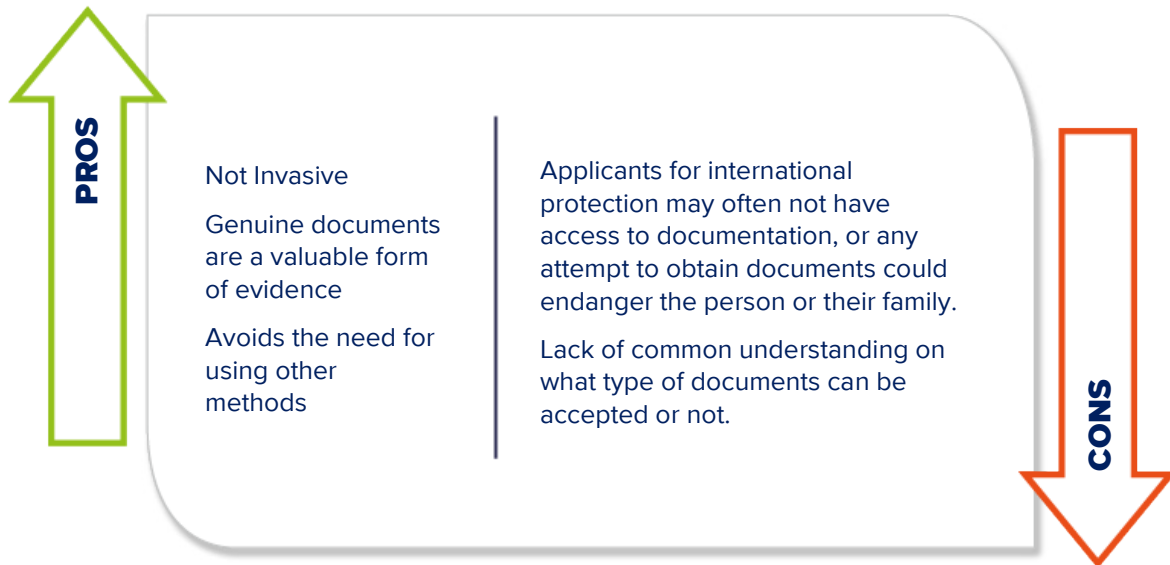 PROS
Not Invasive
Genuine documents
are a valuable form
of evidence
Avoids the need for
using other
methods
Applicants for international
protection may often not have
access to documentation, or any
attempt to obtain documents could
endanger the person or their family.
Lack of common understanding on
what type of documents can be
accepted or not.
CONS